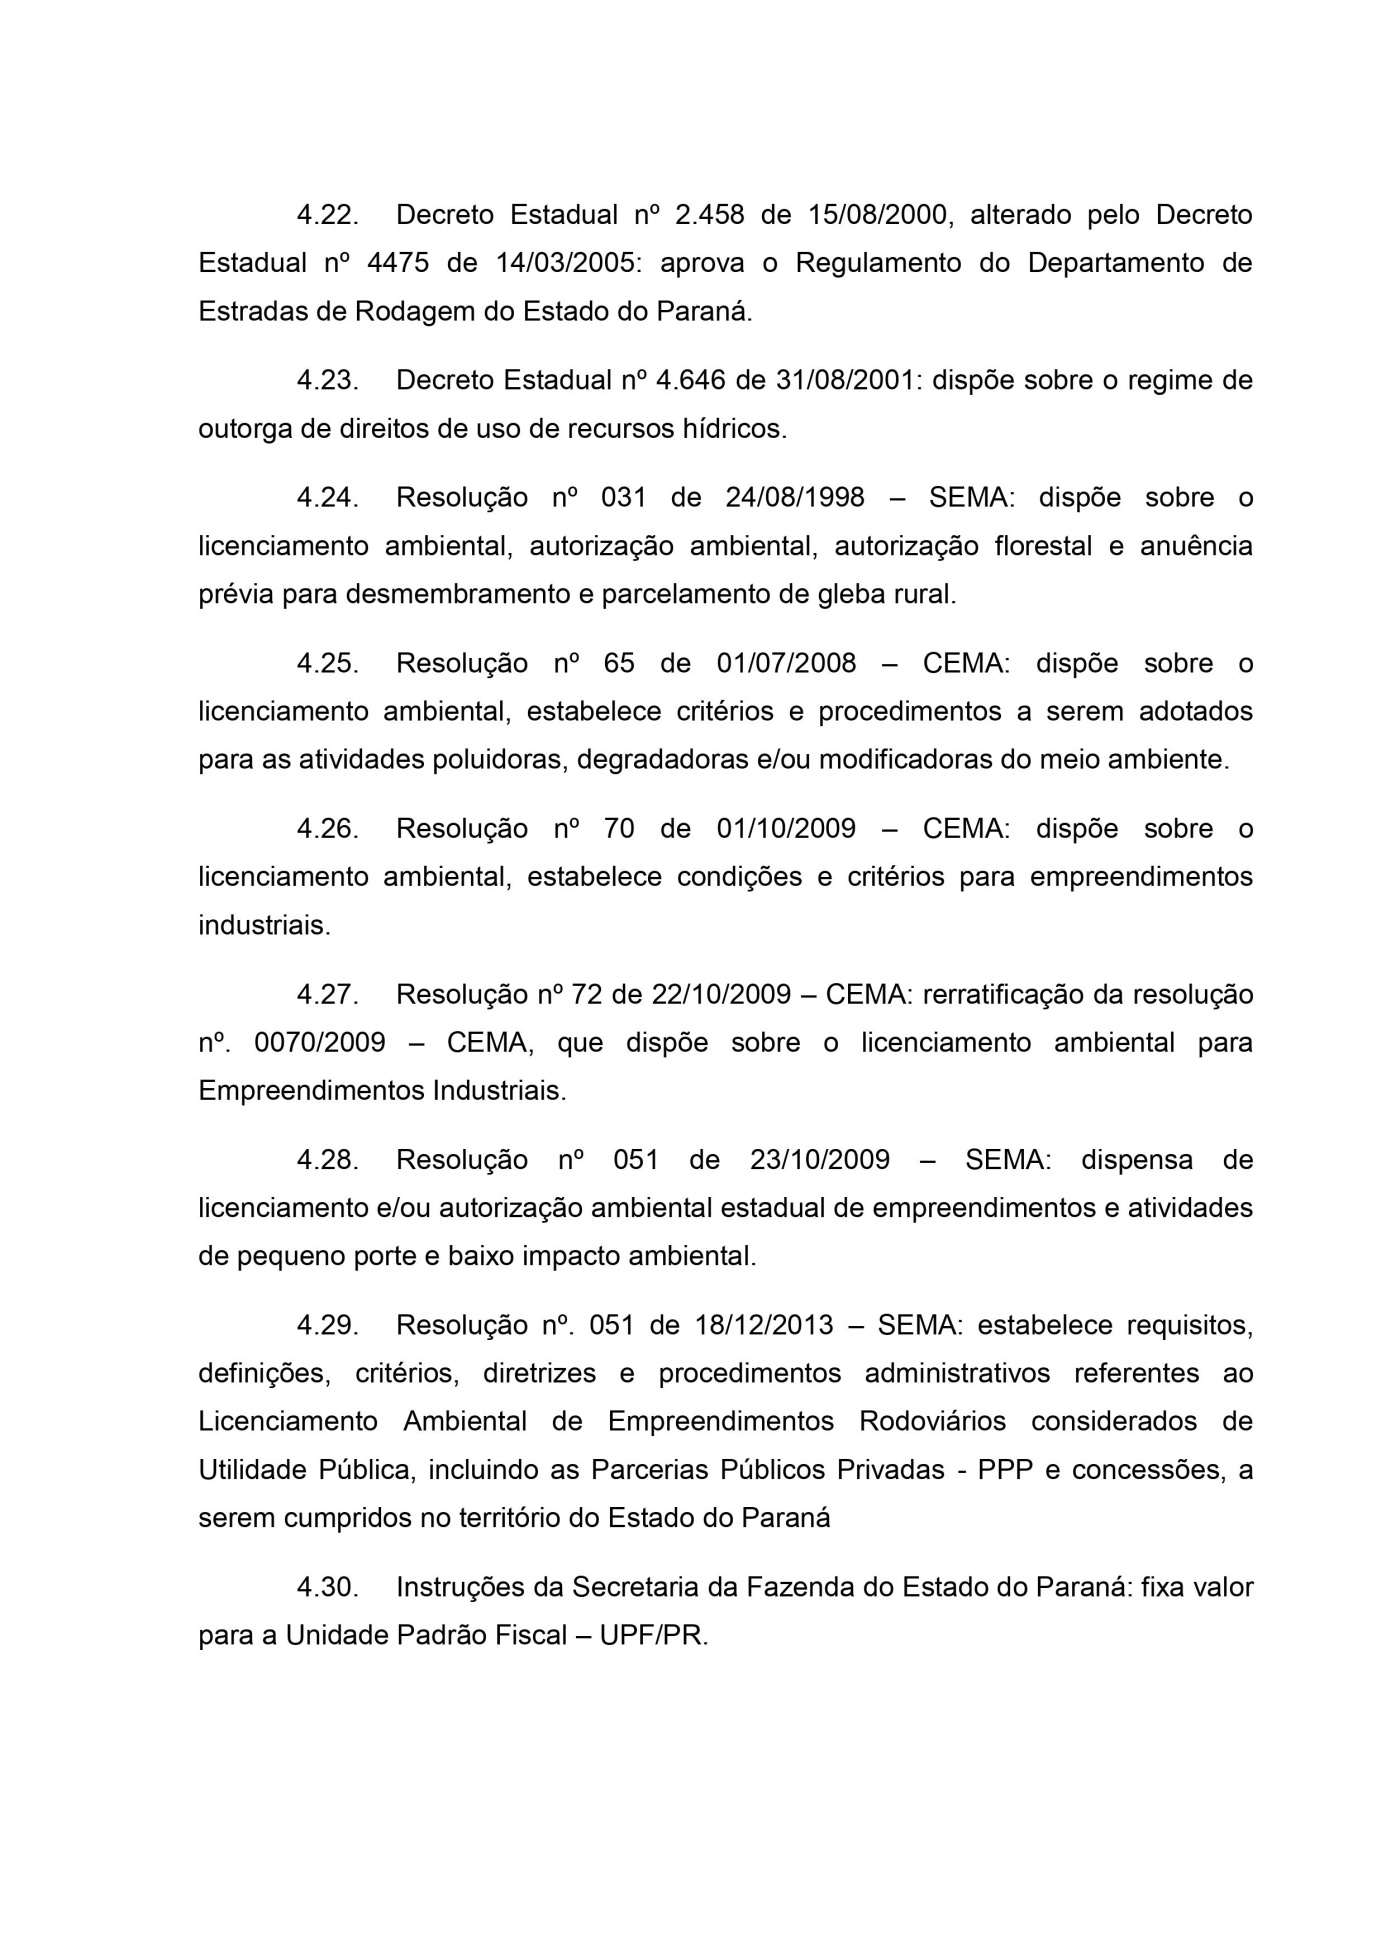 4.22. Decreto Estadual nº 2.458 de 15/08/2000, alterado pelo Decreto
Estadual nº 4475 de 14/03/2005: aprova o Regulamento do Departamento de
Estradas de Rodagem do Estado do Paraná.
4.23. Decreto Estadual nº 4.646 de 31/08/2001: dispõe sobre o regime de
outorga de direitos de uso de recursos hídricos.
4.24. Resolução nº 031 de 24/08/1998 – SEMA: dispõe sobre o
licenciamento ambiental, autorização ambiental, autorização florestal e anuência
prévia para desmembramento e parcelamento de gleba rural.
4.25. Resolução nº 65 de 01/07/2008 – CEMA: dispõe sobre o
licenciamento ambiental, estabelece critérios e procedimentos a serem adotados
para as atividades poluidoras, degradadoras e/ou modificadoras do meio ambiente.
4.26. Resolução nº 70 de 01/10/2009 – CEMA: dispõe sobre o
licenciamento ambiental, estabelece condições e critérios para empreendimentos
industriais.
4.27. Resolução nº 72 de 22/10/2009 – CEMA: rerratificação da resolução
nº. 0070/2009 – CEMA, que dispõe sobre o licenciamento ambiental para
Empreendimentos Industriais.
4.28. Resolução nº 051 de 23/10/2009 – SEMA: dispensa de
licenciamento e/ou autorização ambiental estadual de empreendimentos e atividades
de pequeno porte e baixo impacto ambiental.
4.29. Resolução nº. 051 de 18/12/2013 – SEMA: estabelece requisitos,
definições, critérios, diretrizes e procedimentos administrativos referentes ao
Licenciamento Ambiental de Empreendimentos Rodoviários considerados de
Utilidade Pública, incluindo as Parcerias Públicos Privadas - PPP e concessões, a
serem cumpridos no território do Estado do Paraná
4.30. Instruções da Secretaria da Fazenda do Estado do Paraná: fixa valor
para a Unidade Padrão Fiscal – UPF/PR.